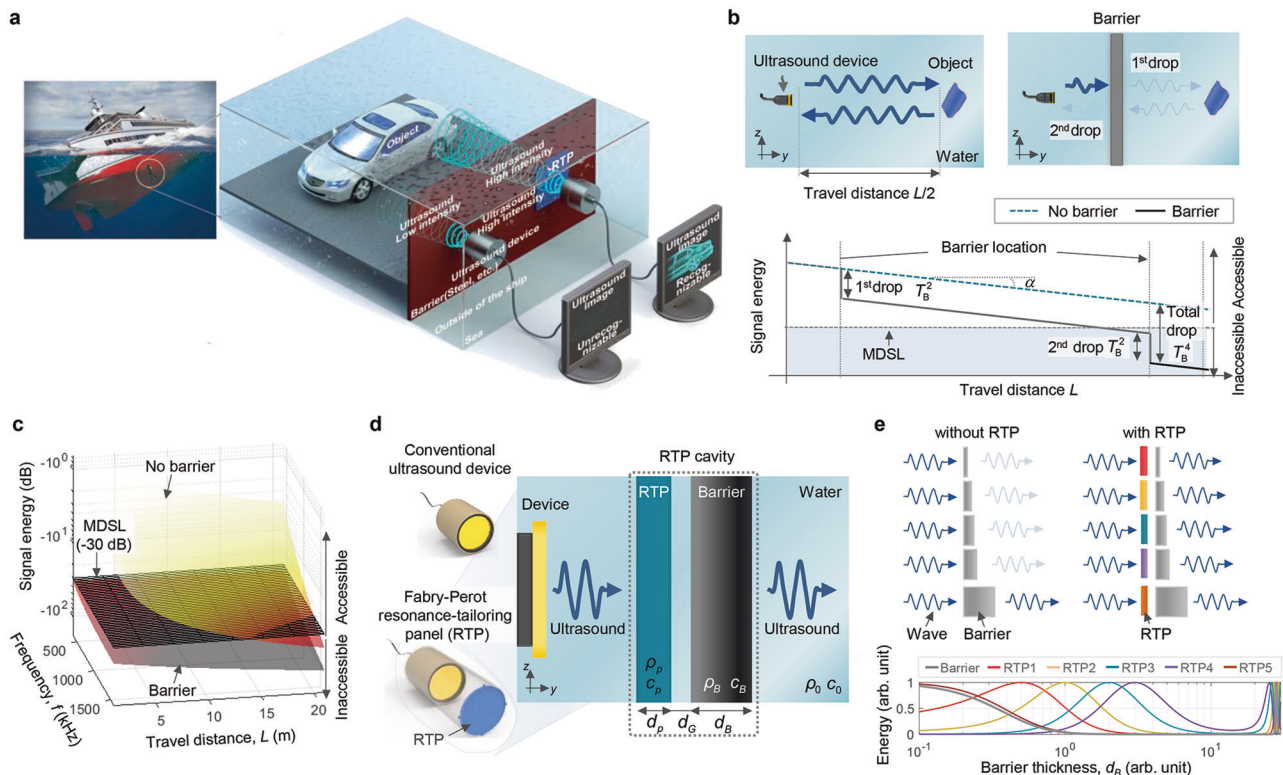 a
Object
Ultrasound
High intensity
RTP
Ultrasound
Low intensity
Ultrasound
High intensity
Ultrasound device
Barrier(Steel, etc.)
Outside of the ship
Sea
Ultrasound
Image
Recog-
nizable
Ultrasound
Image
Unrecog-
nizable
b
Barrier
Ultrasound device
Object
Water
z
y
Travel distance L/2
1st drop
2nd drop
z
y
No barrier
Barrier
Signal energy
Barrier location
α
1st drop T_B^2
MDSL
2nd drop T_B^2
Total
drop
T_B^4
Travel distance L
Inaccessible Accessible
c
Signal energy (dB)
-10^0
-10^1
-10^2
No barrier
MDSL
(-30 dB)
Barrier
Frequency, f (kHz)
500
1000
1500
5
10
15
20
Travel distance, L (m)
Inaccessible Accessible
d
Conventional
ultrasound device
Fabry-Perot
resonance-tailoring
panel (RTP)
RTP
RTP cavity
Device
RTP
Barrier
Water
Ultrasound
Ultrasound
z
y
ρ_p
c_p
ρ_B c_B
ρ_0 c_0
d_p
d_G
d_B
e
without RTP
with RTP
Wave
Barrier
RTP
Barrier RTP1 RTP2 RTP3 RTP4 RTP5
Energy (arb. unit)
1
0.5
0
10^-1
10^0
10^1
Barrier thickness, d_B (arb. unit)